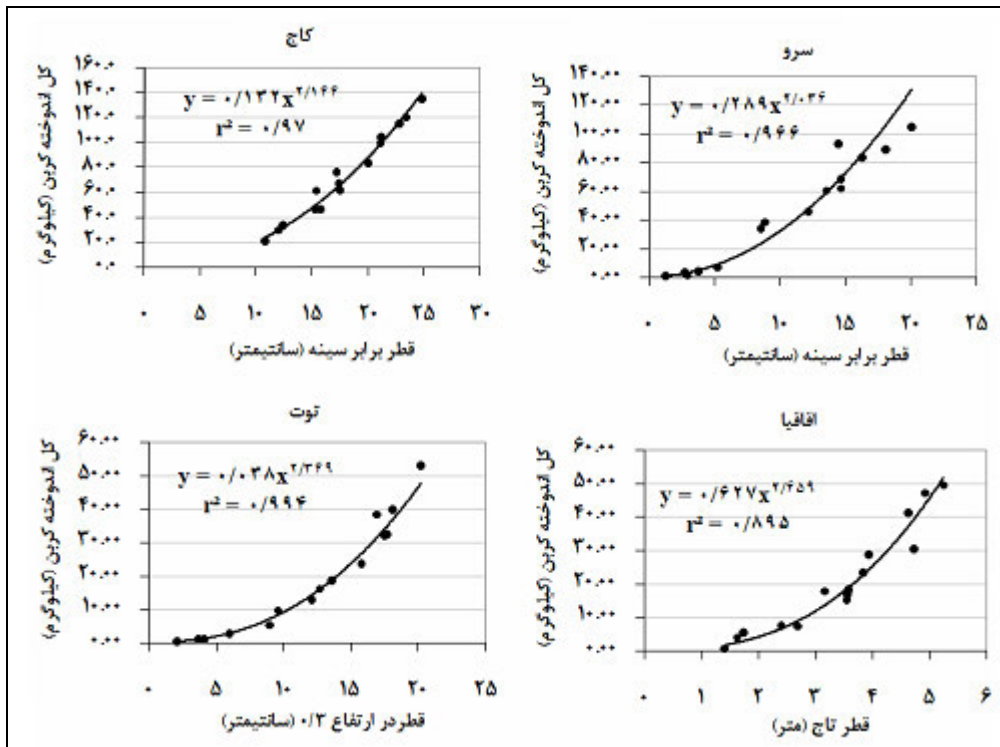 کاج
کل اندوخته کربن (کیلوگرم)
۱۶۰.۰
۱۴۰.۰
۱۲۰.۰
۱۰۰.۰
۸۰.۰
۶۰.۰
۴۰.۰
۲۰.۰
۰.۰
y = ۰/۱۳۲x^۲/۱۶۶
r² = ۰/۹۷
۰ ۵ ۱۰ ۱۵ ۲۰ ۲۵ ۳۰
قطر برابر سینه (سانتیمتر)
سرو
کل اندوخته کربن (کیلوگرم)
۱۴۰.۰۰
۱۲۰.۰۰
۱۰۰.۰۰
۸۰.۰۰
۶۰.۰۰
۴۰.۰۰
۲۰.۰۰
۰.۰۰
y = ۰/۲۸۹x^۲/۰۳۶
r² = ۰/۹۶۶
۰ ۵ ۱۰ ۱۵ ۲۰ ۲۵
قطر برابر سینه (سانتیمتر)
توت
کل اندوخته کربن (کیلوگرم)
۶۰.۰۰
۵۰.۰۰
۴۰.۰۰
۳۰.۰۰
۲۰.۰۰
۱۰.۰۰
۰.۰۰
y = ۰/۰۳۸x^۲/۳۶۹
r² = ۰/۹۹۴
۰ ۵ ۱۰ ۱۵ ۲۰ ۲۵
قطردر ارتفاع ۰/۳ (سانتیمتر)
اقاقیا
کل اندوخته کربن (کیلوگرم)
۶۰.۰۰
۵۰.۰۰
۴۰.۰۰
۳۰.۰۰
۲۰.۰۰
۱۰.۰۰
۰.۰۰
y = ۰/۶۲۷x^۲/۶۵۹
r² = ۰/۸۹۵
۰ ۱ ۲ ۳ ۴ ۵ ۶
قطر تاج (متر)